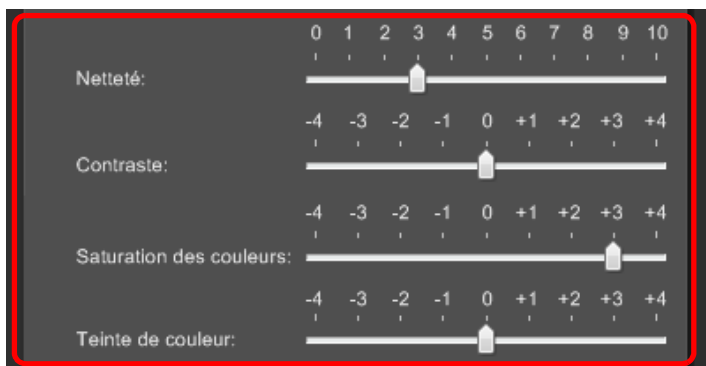 0 1 2 3 4 5 6 7 8 9 10
Netteté:
-4 -3 -2 -1 0 +1 +2 +3 +4
Contraste:
-4 -3 -2 -1 0 +1 +2 +3 +4
Saturation des couleurs:
-4 -3 -2 -1 0 +1 +2 +3 +4
Teinte de couleur: